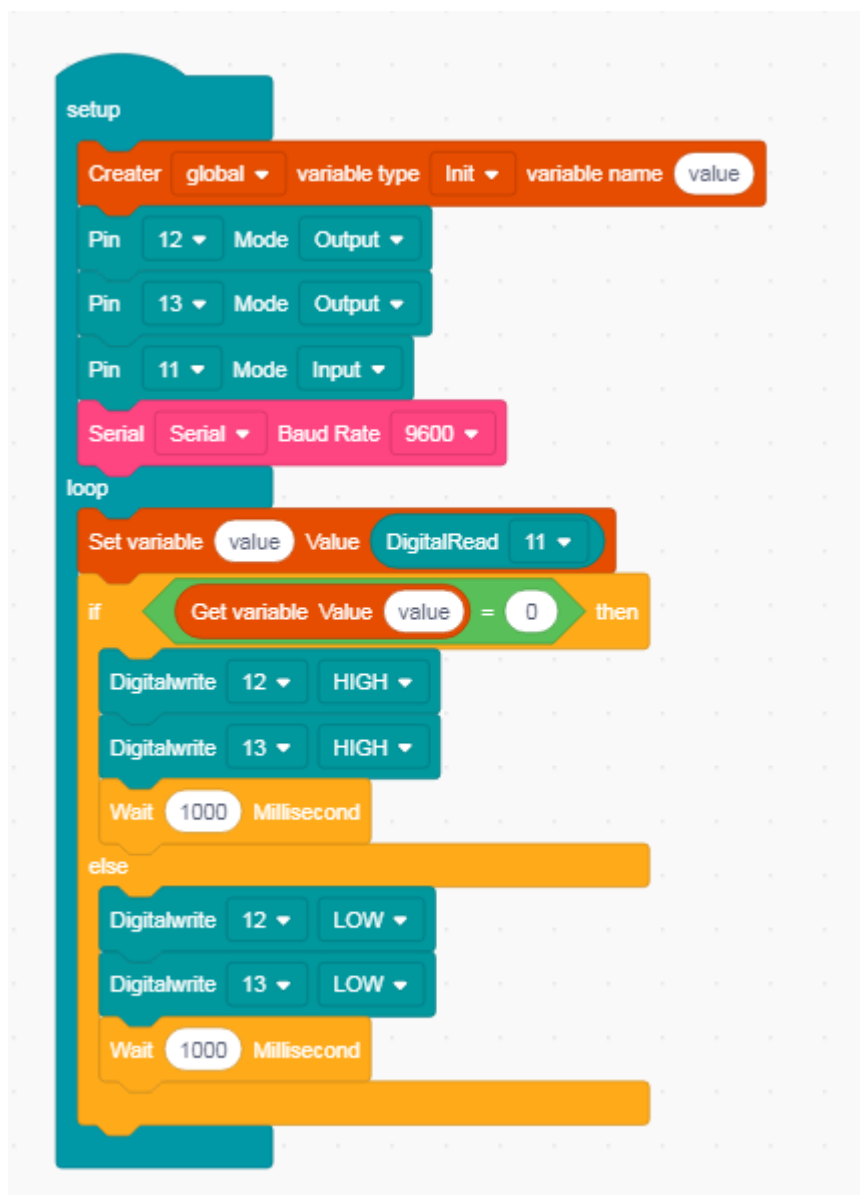 setup
Creater global variable type Init variable name value
Pin 12 Mode Output
Pin 13 Mode Output
Pin 11 Mode Input
Serial Serial Baud Rate 9600
loop
Set variable value Value DigitalRead 11
if Get variable Value value = 0 then
Digitalwrite 12 HIGH
Digitalwrite 13 HIGH
Wait 1000 Millisecond
else
Digitalwrite 12 LOW
Digitalwrite 13 LOW
Wait 1000 Millisecond